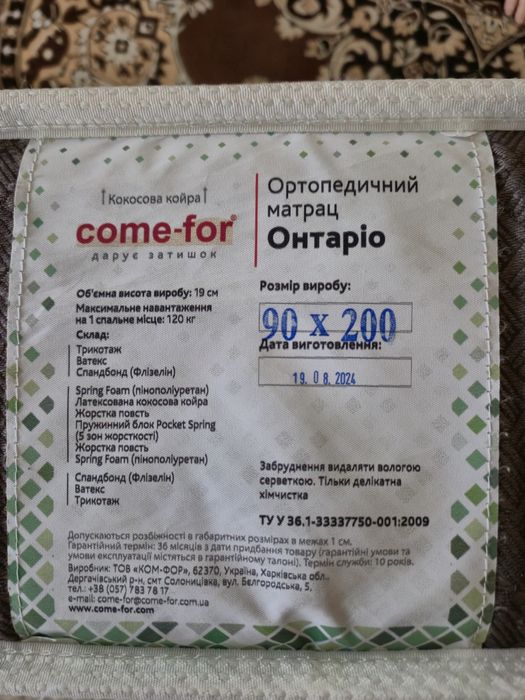 Кокосова койра
come-for®
дарує затишок
Ортопедичний
матрац
Онтаріо
Об'ємна висота виробу: 19 см
Максимальне навантаження
на 1 спальне місце: 120 кг
Склад:
Трикотаж
Ватекс
Спандбонд (Флізелін)
Spring Foam (пінополіуретан)
Латексована кокосова койра
Жорстка повсть
Пружинний блок Pocket Spring
(5 зон жорсткості)
Жорстка повсть
Spring Foam (пінополіуретан)
Спандбонд (Флізелін)
Ватекс
Трикотаж
Розмір виробу:
90 х 200
Дата виготовлення:
19. 08. 2024
Забруднення видаляти вологою
серветкою. Тільки делікатна
хімчистка
ТУ У 36.1-33337750-001:2009
Допускаються розбіжності в габаритних розмірах в межах 1 см.
Гарантійний термін: 36 місяців з дати придбання товару (гарантійні умови та
умови експлуатації містяться в гарантійному талоні). Термін служби: 10 років.
Виробник: ТОВ «КОМ-ФОР», 62370, Україна, Харківська обл.,
Дергачівський р-н, смт Солоницівка, вул. Бєлгородська, 5,
тел.: +38 (057) 783 78 17
e-mail: come-for@come-for.com.ua
www.come-for.com